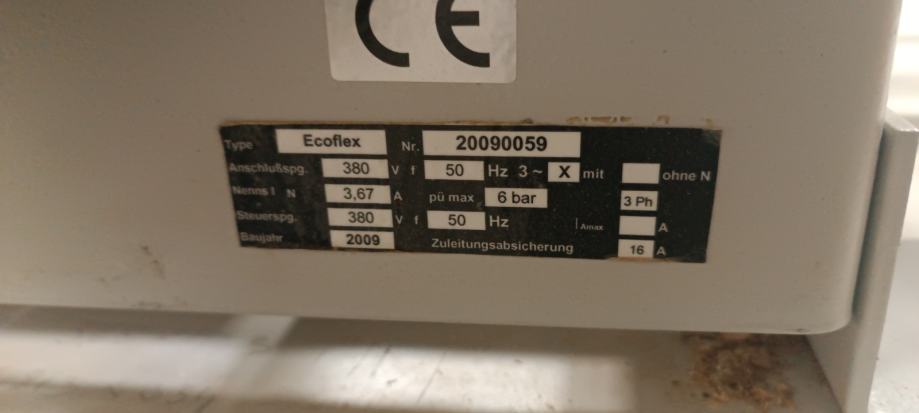 CE
Type Ecoflex Nr. 20090059
Anschlußspg. 380 V f 50 Hz 3 ~ X mit ohne N
Nenns I N 3,67 A pü max 6 bar 3 Ph
Steuerspg. 380 V f 50 Hz I Amax A
Baujahr 2009 Zuleitungsabsicherung 16 A